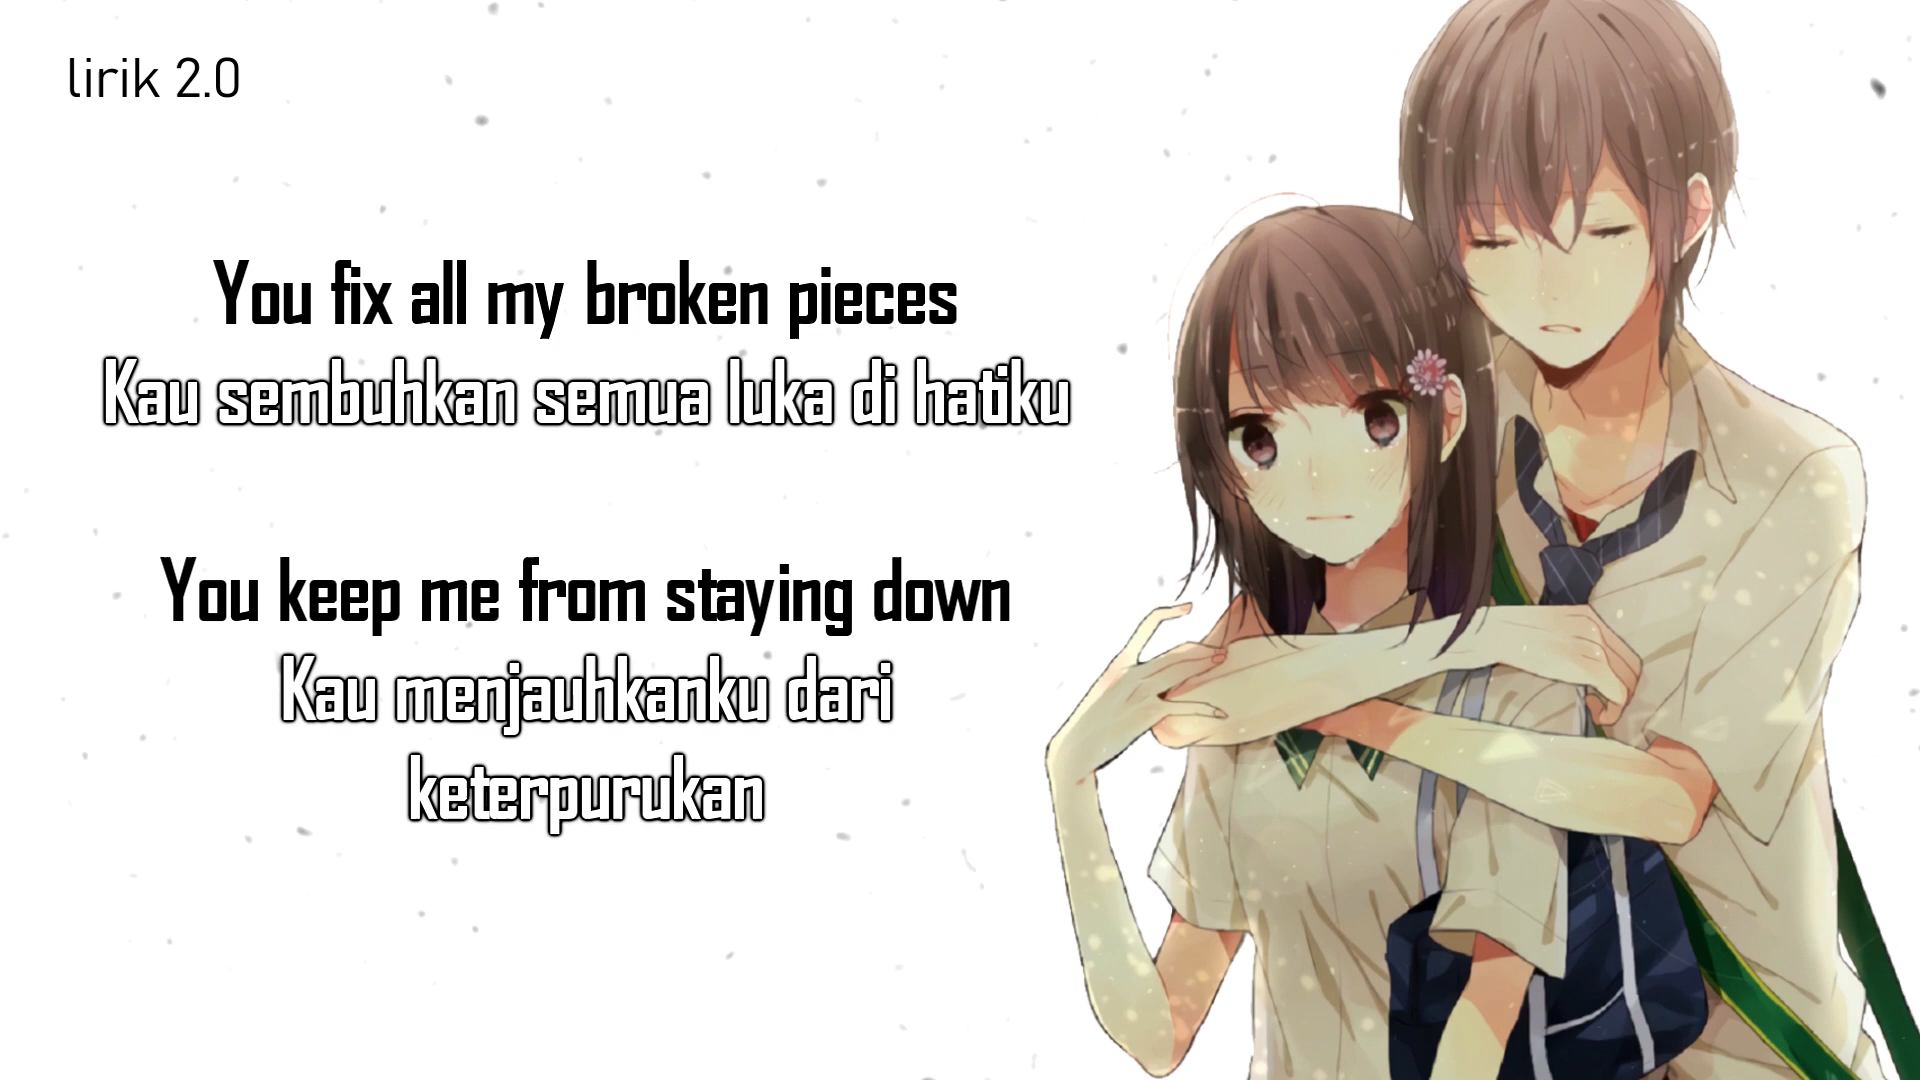 lirik 2.0
You fix all my broken pieces
Kau sembuhkan semua luka di hatiku
You keep me from staying down
Kau menjauhkanku dari
keterpurukan